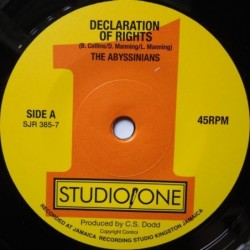 DECLARATION
OF RIGHTS
(B. Collins/D. Manning/L. Manning)
THE ABYSSINIANS
SIDE A
SJR 385-7
45RPM
1
STUDIO ONE
Produced by C.S. Dodd
Copyright Control
RECORDED AT JAMAICA RECORDING STUDIO KINGSTON JAMAICA